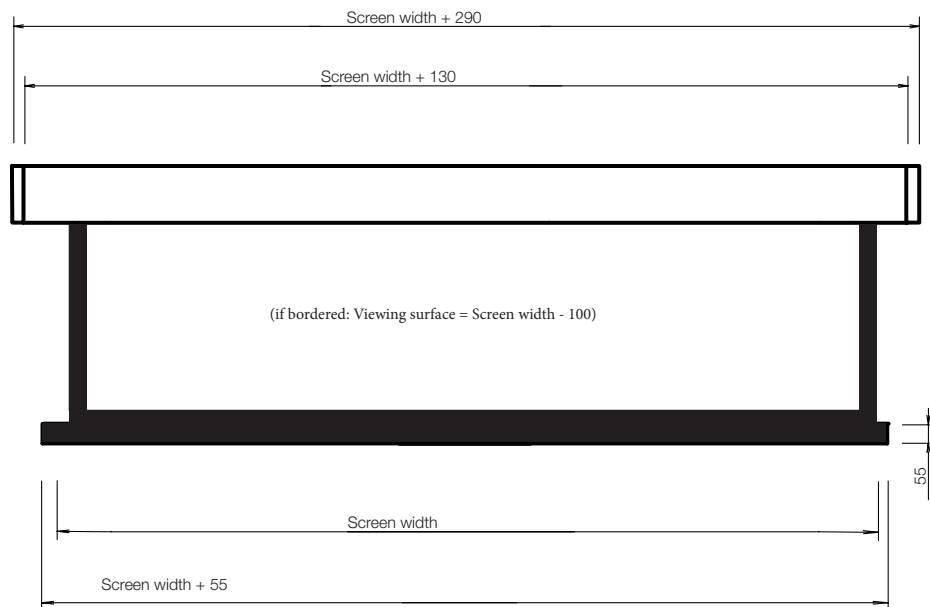 Screen width + 290
Screen width + 130
(if bordered: Viewing surface = Screen width - 100)
55
Screen width
Screen width + 55